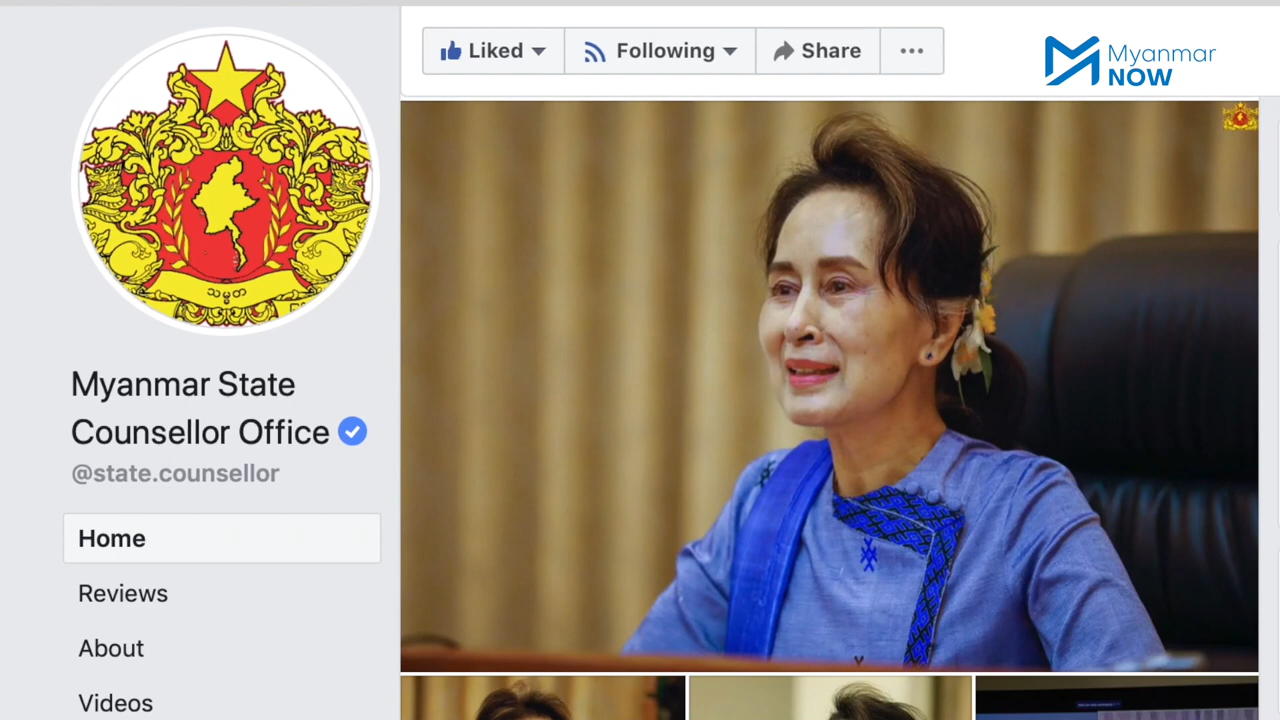 Liked
Following
Share
Myanmar
NOW
Myanmar State
Counsellor Office
@state.counsellor
Home
Reviews
About
Videos